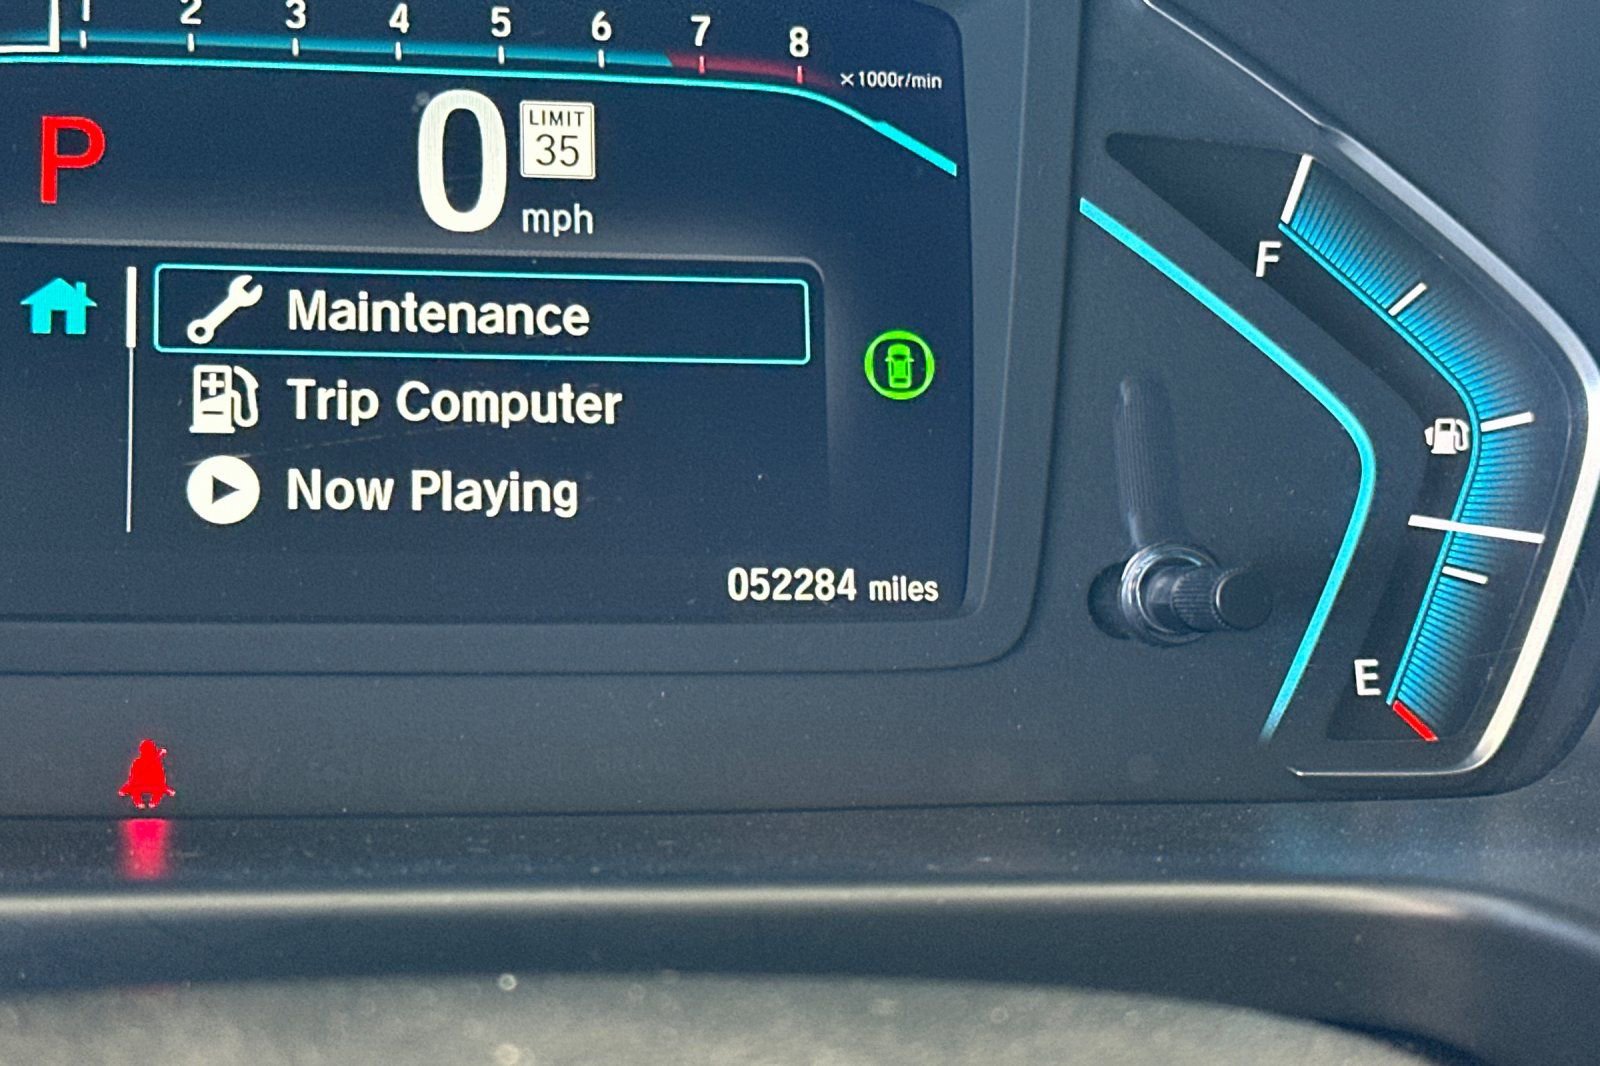 1 2 3 4 5 6 7 8
×1000r/min
P
0
LIMIT
35
mph
Maintenance
Trip Computer
Now Playing
052284 miles
F
E